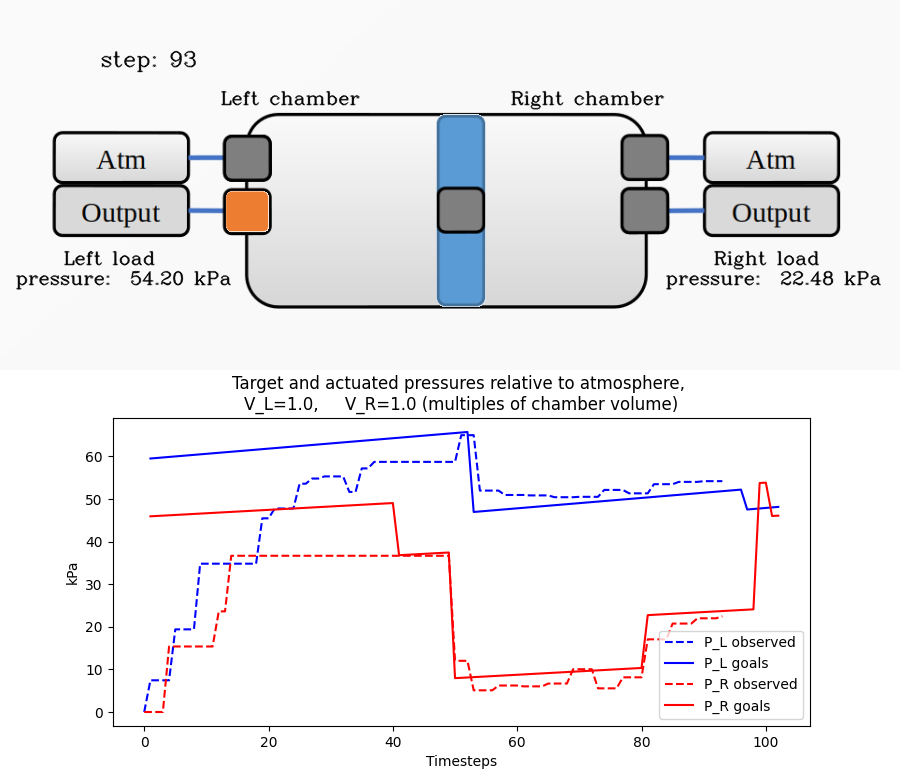 step: 93
Left chamber
Right chamber
Atm
Atm
Output
Output
Left load
pressure: 54.20 kPa
Right load
pressure: 22.48 kPa
Target and actuated pressures relative to atmosphere,
V_L=1.0, V_R=1.0 (multiples of chamber volume)
60
50
40
30
20
10
0
kPa
P_L observed
P_L goals
P_R observed
P_R goals
0 20 40 60 80 100
Timesteps